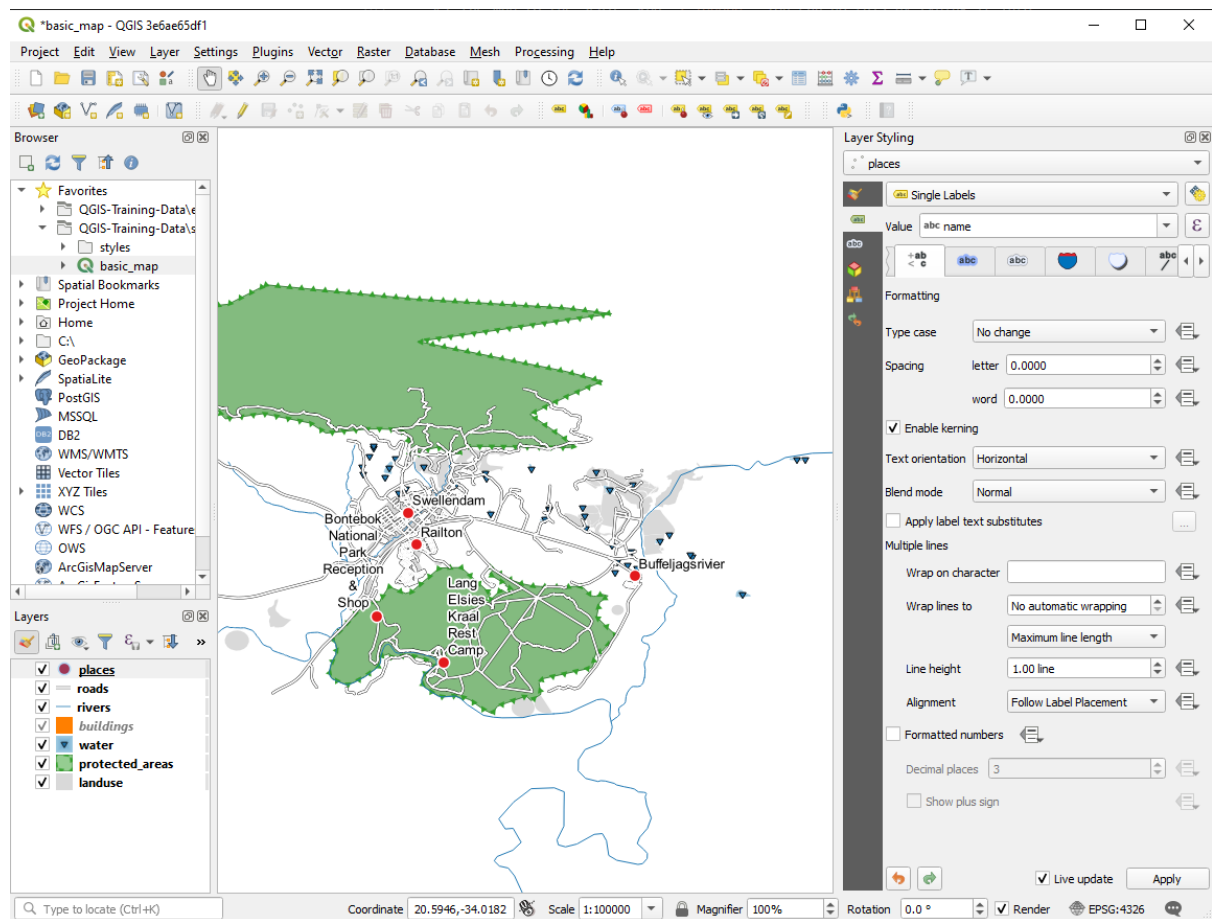 *basic_map - QGIS 3e6ae65df1
Project Edit View Layer Settings Plugins Vector Raster Database Mesh Processing Help
Browser
Favorites
QGIS-Training-Data\e
QGIS-Training-Data\s
styles
basic_map
Spatial Bookmarks
Project Home
Home
C:\
GeoPackage
SpatiaLite
PostGIS
MSSQL
DB2
WMS/WMTS
Vector Tiles
XYZ Tiles
WCS
WFS / OGC API - Feature
OWS
ArcGisMapServer
Layers
places
roads
rivers
buildings
water
protected_areas
landuse
Swellendam
Bontebok
National
Park
Reception
&
Shop
Railton
Lang
Elsies
Kraal
Rest
Camp
Buffeljagsrivier
Layer Styling
places
Single Labels
Value abc name
Formatting
Type case No change
Spacing letter 0.0000
word 0.0000
Enable kerning
Text orientation Horizontal
Blend mode Normal
Apply label text substitutes ...
Multiple lines
Wrap on character
Wrap lines to No automatic wrapping
Maximum line length
Line height 1.00 line
Alignment Follow Label Placement
Formatted numbers
Decimal places 3
Show plus sign
Live update Apply
Type to locate (Ctrl+K) Coordinate 20.5946,-34.0182 Scale 1:100000 Magnifier 100% Rotation 0.0 ° Render EPSG:4326